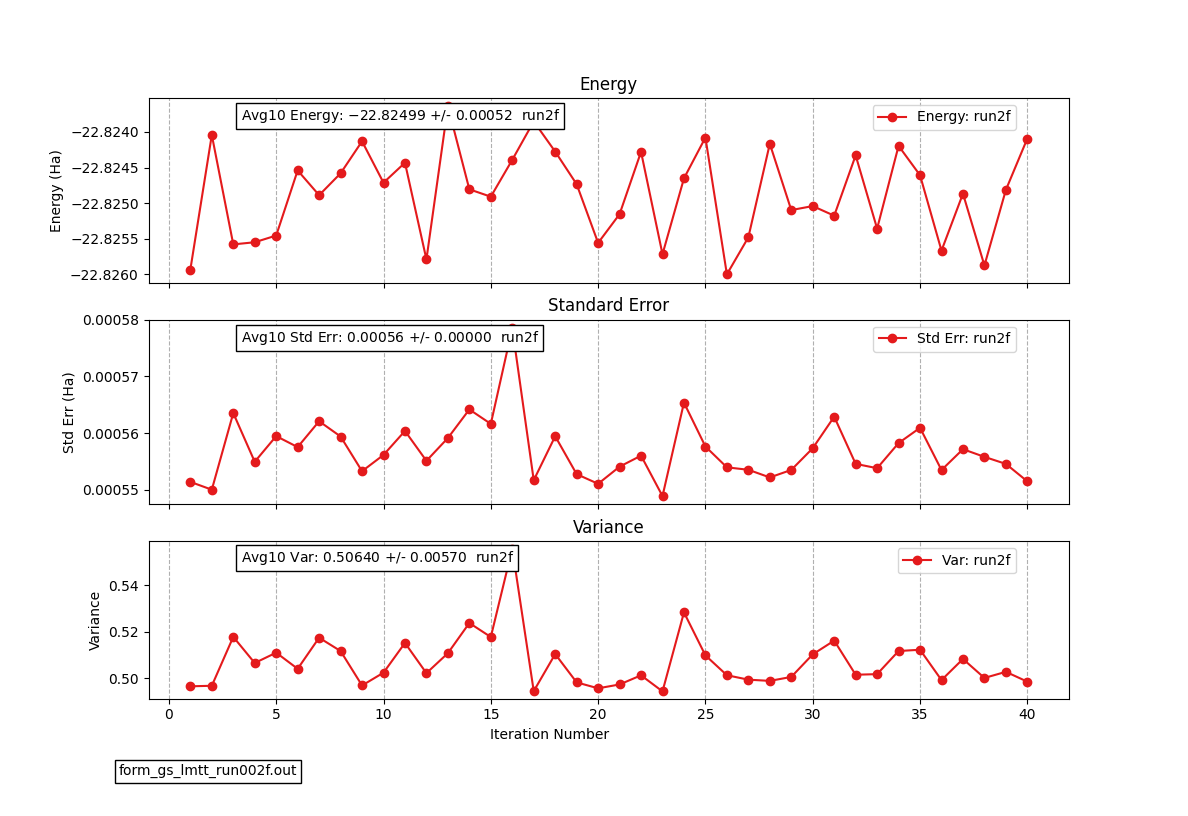 Energy
Avg10 Energy: −22.82499 +/- 0.00052  run2f
Energy: run2f
Energy (Ha)
−22.8240
−22.8245
−22.8250
−22.8255
−22.8260
Standard Error
Avg10 Std Err: 0.00056 +/- 0.00000  run2f
Std Err: run2f
Std Err (Ha)
0.00058
0.00057
0.00056
0.00055
Variance
Avg10 Var: 0.50640 +/- 0.00570  run2f
Var: run2f
Variance
0.54
0.52
0.50
0 5 10 15 20 25 30 35 40
Iteration Number
form_gs_lmtt_run002f.out